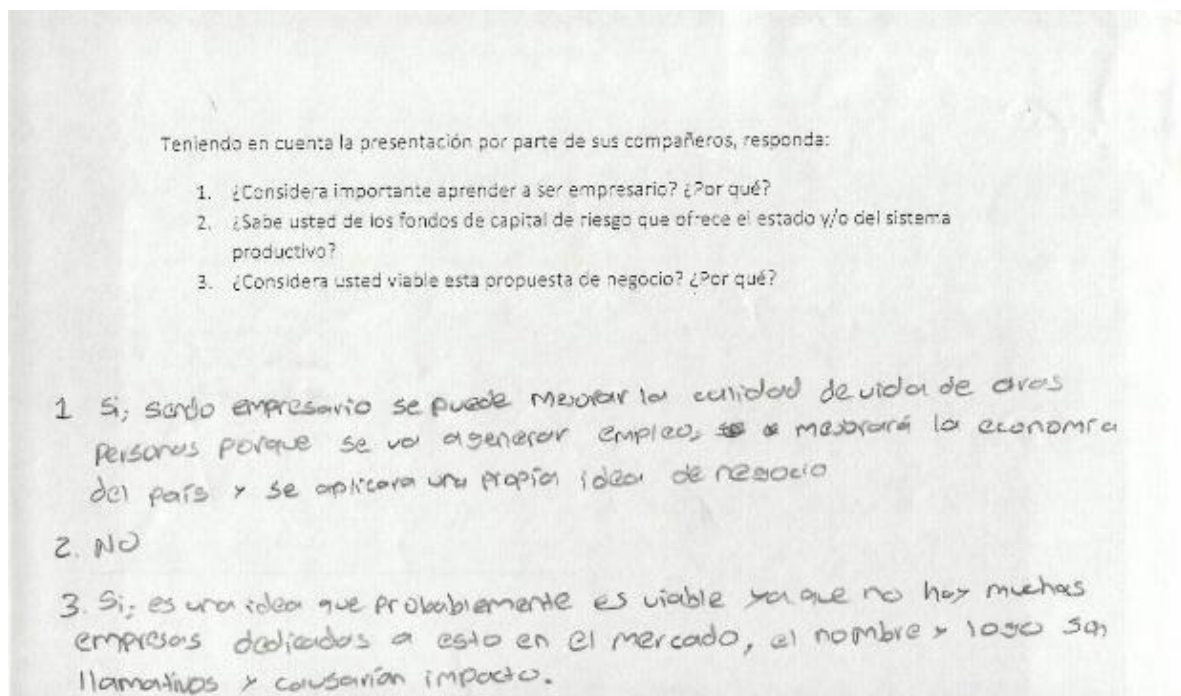 Teniendo en cuenta la presentación por parte de sus compañeros, responda:
1. ¿Considera importante aprender a ser empresario? ¿Por qué?
2. ¿Sabe usted de los fondos de capital de riesgo que ofrece el estado y/o del sistema
productivo?
3. ¿Considera usted viable esta propuesta de negocio? ¿Por qué?
1 Si, sendo empresario se puede mejorar la calidad de vida de otras
personas porque se va a generar empleo, mejorará la economía
del país y se aplicara una propia idea de negocio
2. NO
3. Si; es una idea que probablemente es viable ya que no hay muchas
empresas dedicadas a esto en el mercado, el nombre y logo son
llamativos y causarían impacto.